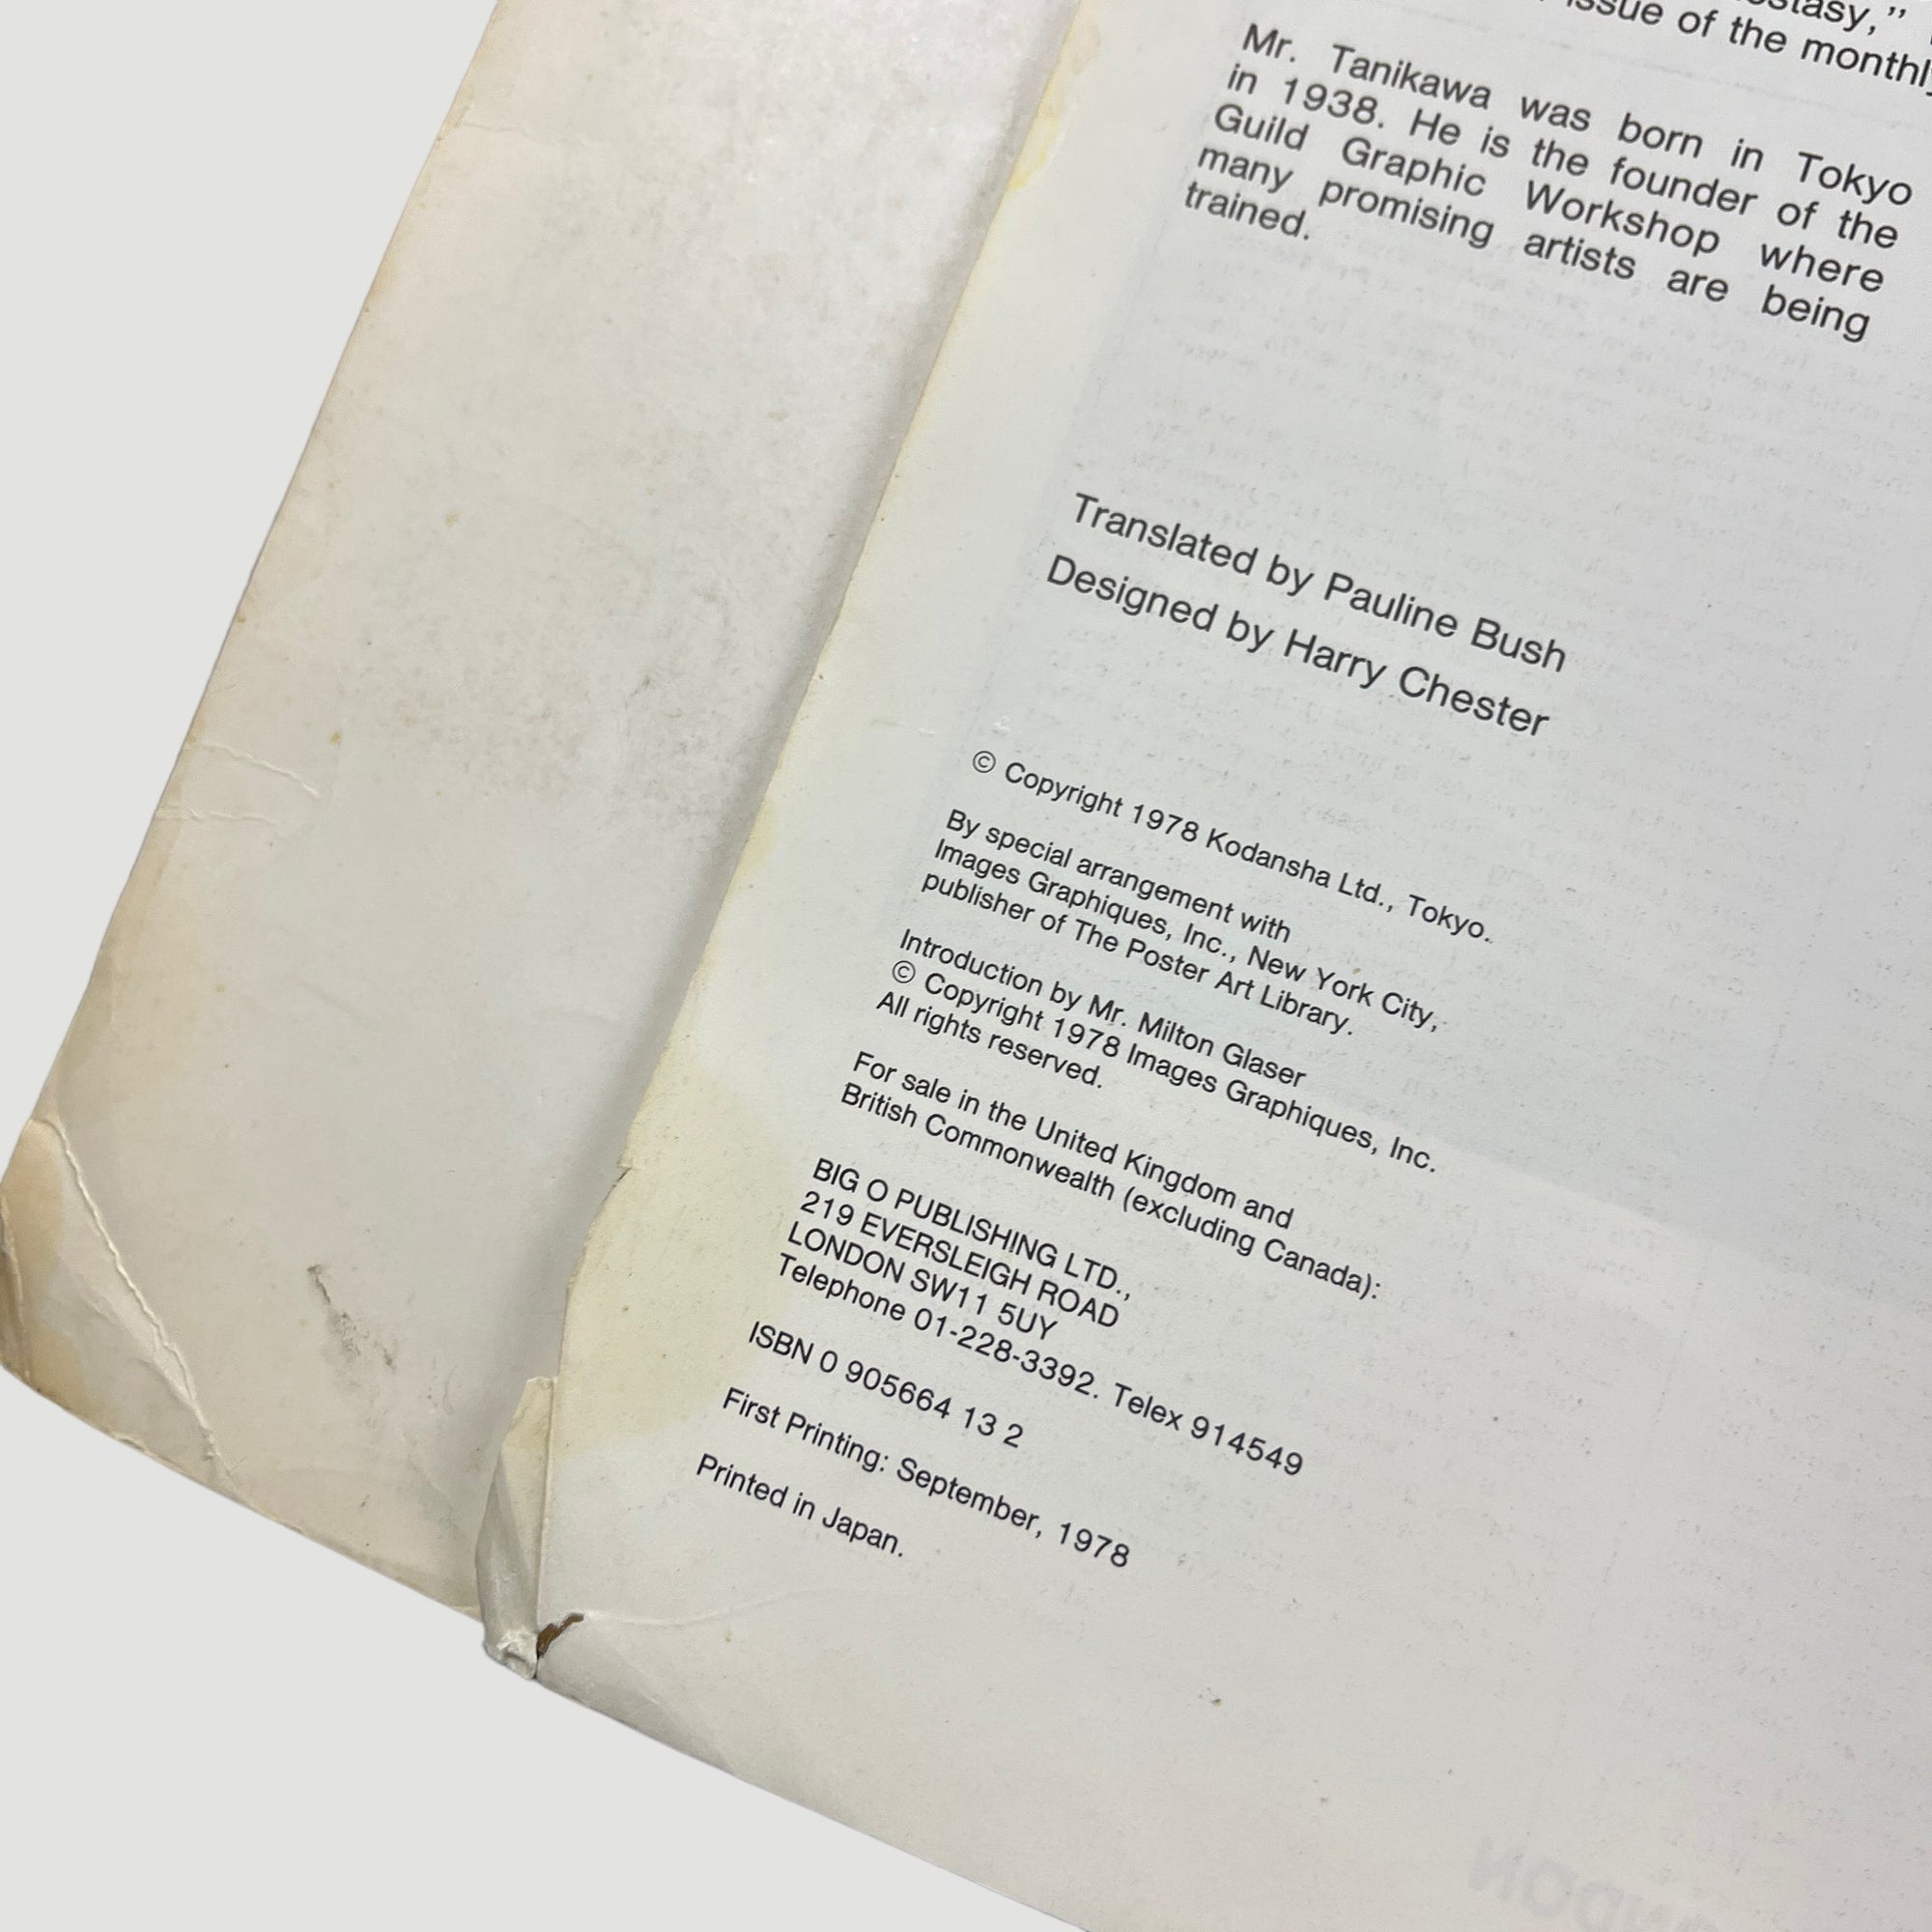 issue of the monthly
Mr. Tanikawa was born in Tokyo
in 1938. He is the founder of the
Guild Graphic Workshop where
many promising artists are being
trained.
Translated by Pauline Bush
Designed by Harry Chester
© Copyright 1978 Kodansha Ltd., Tokyo.
By special arrangement with
Images Graphiques, Inc., New York City,
publisher of The Poster Art Library.
Introduction by Mr. Milton Glaser
© Copyright 1978 Images Graphiques, Inc.
All rights reserved.
For sale in the United Kingdom and
British Commonwealth (excluding Canada):
BIG O PUBLISHING LTD.,
219 EVERSLEIGH ROAD
LONDON SW11 5UY
Telephone 01-228-3392. Telex 914549
ISBN 0 905664 13 2
First Printing: September, 1978
Printed in Japan.